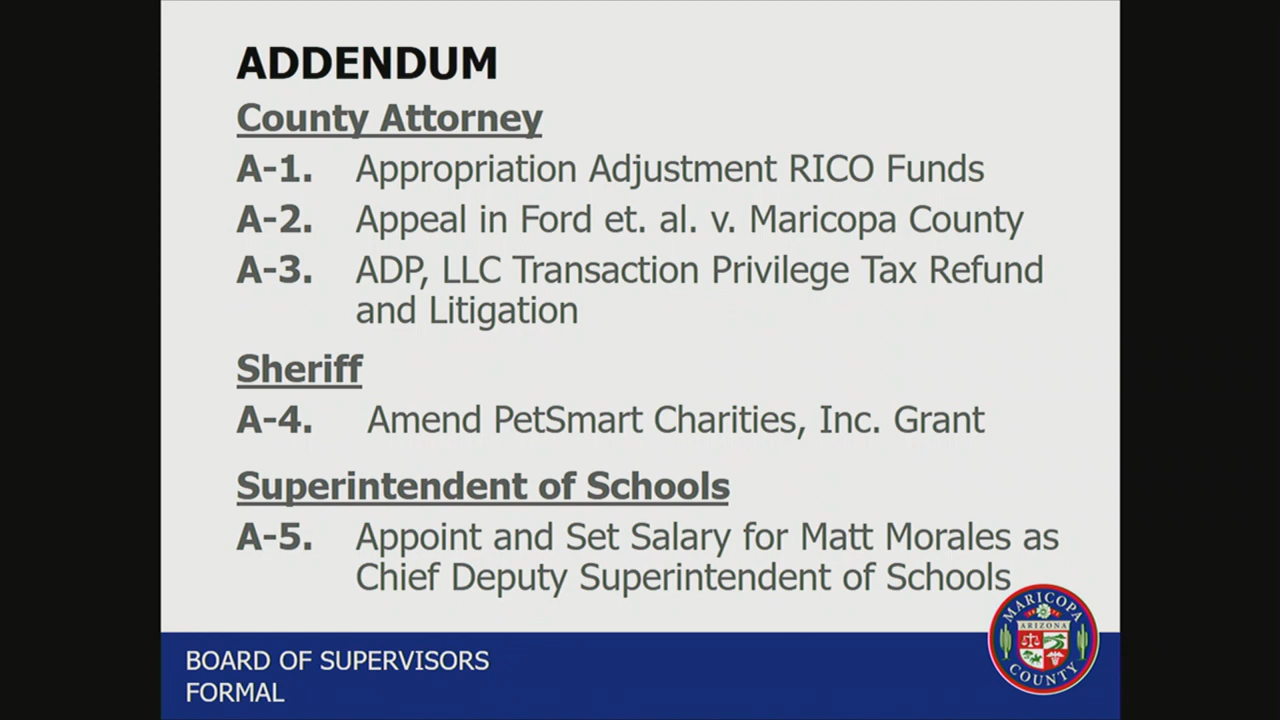 ADDENDUM
County Attorney
A-1. Appropriation Adjustment RICO Funds
A-2. Appeal in Ford et. al. v. Maricopa County
A-3. ADP, LLC Transaction Privilege Tax Refund
and Litigation
Sheriff
A-4. Amend PetSmart Charities, Inc. Grant
Superintendent of Schools
A-5. Appoint and Set Salary for Matt Morales as
Chief Deputy Superintendent of Schools
MARICOPA
ARIZONA
COUNTY
BOARD OF SUPERVISORS
FORMAL